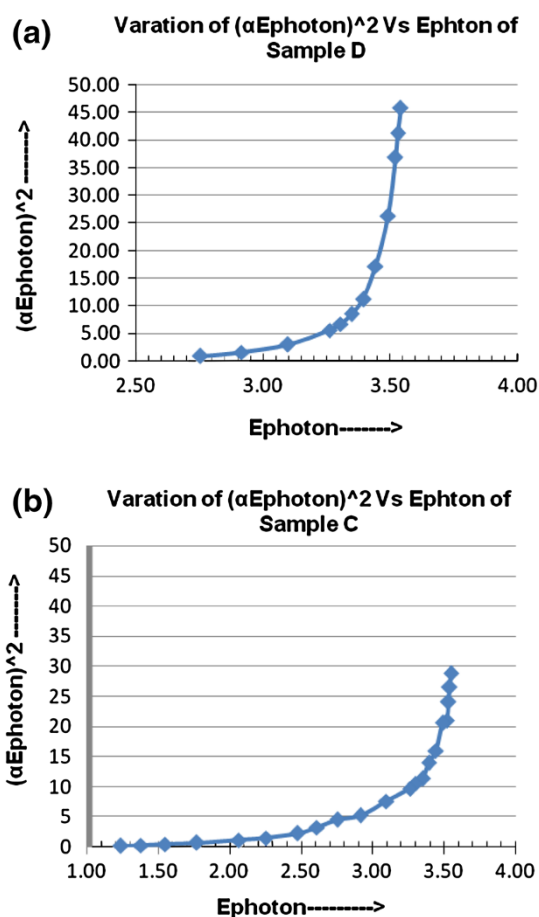 (a)
Varation of (αEphoton)^2 Vs Ephton of
Sample D
(αEphoton)^2 ------->
50.00
45.00
40.00
35.00
30.00
25.00
20.00
15.00
10.00
5.00
0.00
2.50 3.00 3.50 4.00
Ephoton------->
(b)
Varation of (αEphoton)^2 Vs Ephton of
Sample C
(αEphoton)^2 ------->
50
45
40
35
30
25
20
15
10
5
0
1.00 1.50 2.00 2.50 3.00 3.50 4.00
Ephoton--------->